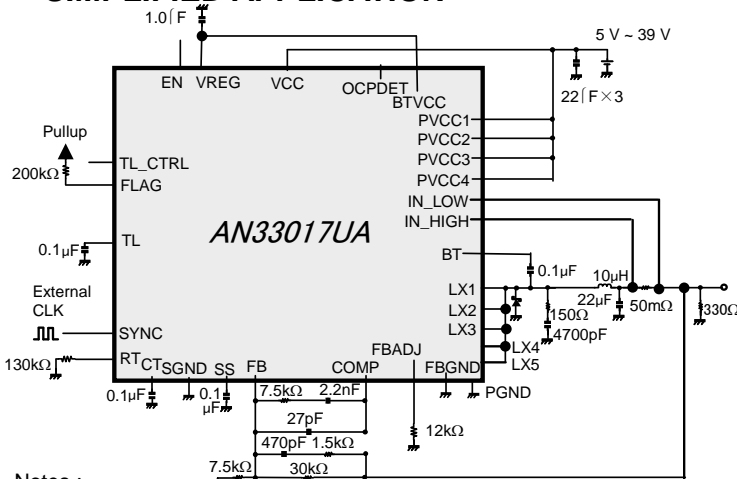 1.0⌠F
5 V ~ 39 V
EN VREG VCC OCPDET BTVCC
22⌠F×3
PVCC1
PVCC2
PVCC3
PVCC4
Pullup
TL_CTRL
200kΩ
FLAG
IN_LOW
IN_HIGH
AN33017UA
TL
0.1µF
BT
0.1µF
10µH
External
CLK
LX1
22µF
50mΩ
330Ω
LX2
150Ω
LX3
4700pF
SYNC
LX4
LX5
RT
130kΩ
CT SGND SS FB COMP FBADJ FBGND
PGND
0.1µF
0.1
µF
7.5kΩ 2.2nF
27pF
12kΩ
470pF 1.5kΩ
7.5kΩ 30kΩ